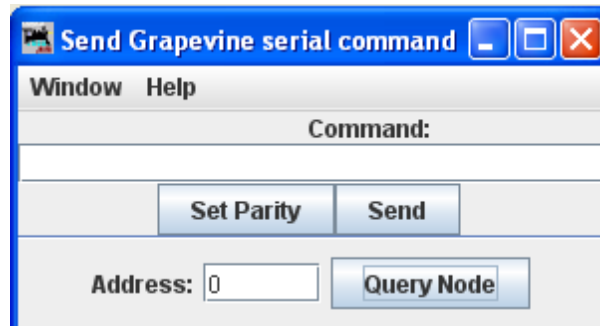 Send Grapevine serial command
Window Help
Command:
Set Parity Send
Address: 0 Query Node